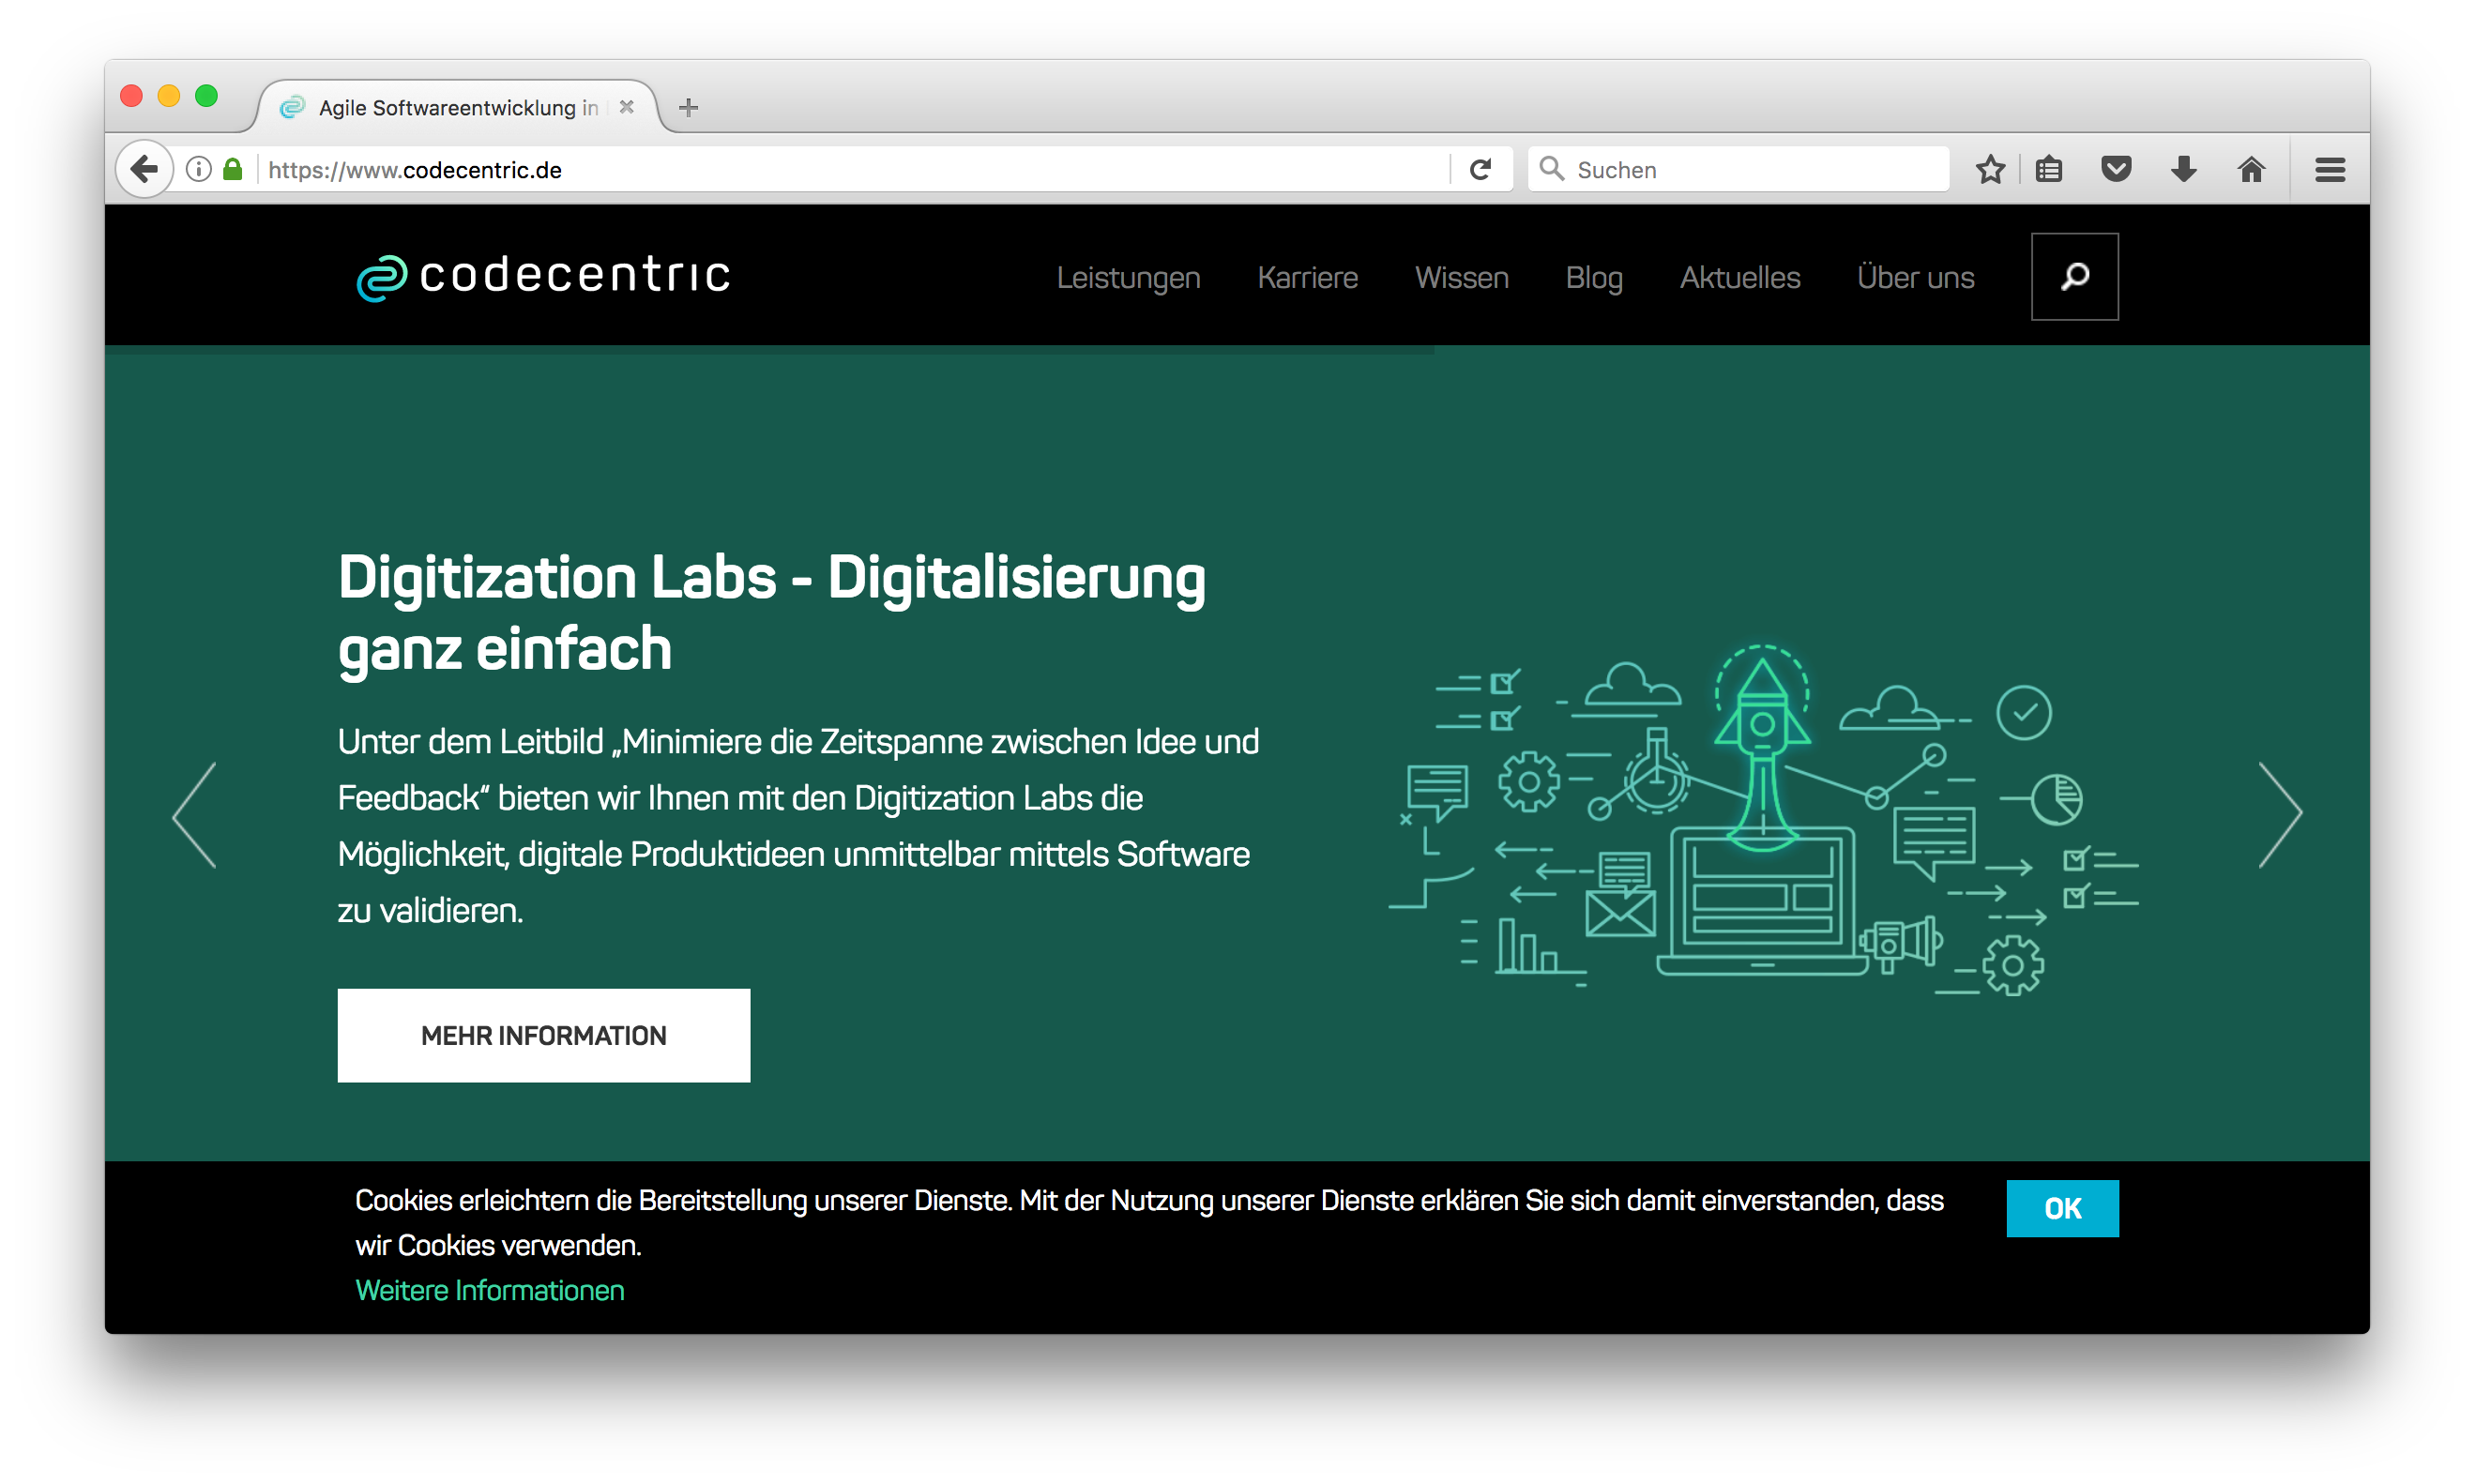 Agile Softwareentwicklung in
https://www.codecentric.de
Suchen
codecentric
Leistungen Karriere Wissen Blog Aktuelles Über uns
Digitization Labs - Digitalisierung
ganz einfach
Unter dem Leitbild „Minimiere die Zeitspanne zwischen Idee und
Feedback“ bieten wir Ihnen mit den Digitization Labs die
Möglichkeit, digitale Produktideen unmittelbar mittels Software
zu validieren.
MEHR INFORMATION
Cookies erleichtern die Bereitstellung unserer Dienste. Mit der Nutzung unserer Dienste erklären Sie sich damit einverstanden, dass
wir Cookies verwenden.
Weitere Informationen
OK